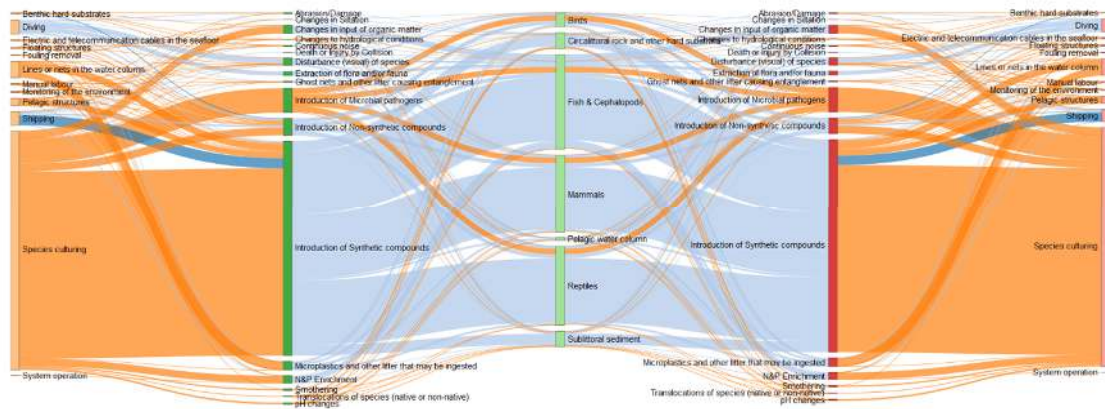 Benthic hard substrates
Diving
Electric and telecommunication cables in the seafloor
Floating structures
Fouling removal
Lines or nets in the water column
Manual labour
Monitoring of the environment
Pelagic structures
Shipping
Species culturing
System operation
Abrasion/Damage
Changes in Siltation
Changes in input of organic matter
Changes to hydrological conditions
Continuous noise
Death or Injury by Collision
Disturbance (visual) of species
Extraction of flora and/or fauna
Ghost nets and other litter causing entanglement
Introduction of Microbial pathogens
Introduction of Non-synthetic compounds
Introduction of Synthetic compounds
Microplastics and other litter that may be ingested
N&P Enrichment
Smothering
Translocations of species (native or non-native)
pH changes
Birds
Circalittoral rock and other hard substrata
Fish & Cephalopods
Mammals
Pelagic water column
Reptiles
Sublittoral sediment
Abrasion/Damage
Changes in Siltation
Changes in input of organic matter
Changes to hydrological conditions
Continuous noise
Death or Injury by Collision
Disturbance (visual) of species
Extraction of flora and/or fauna
Ghost nets and other litter causing entanglement
Introduction of Microbial pathogens
Introduction of Non-synthetic compounds
Introduction of Synthetic compounds
Microplastics and other litter that may be ingested
N&P Enrichment
Smothering
Translocations of species (native or non-native)
pH changes
Benthic hard substrates
Diving
Electric and telecommunication cables in the seafloor
Floating structures
Fouling removal
Lines or nets in the water column
Manual labour
Monitoring of the environment
Pelagic structures
Shipping
Species culturing
System operation